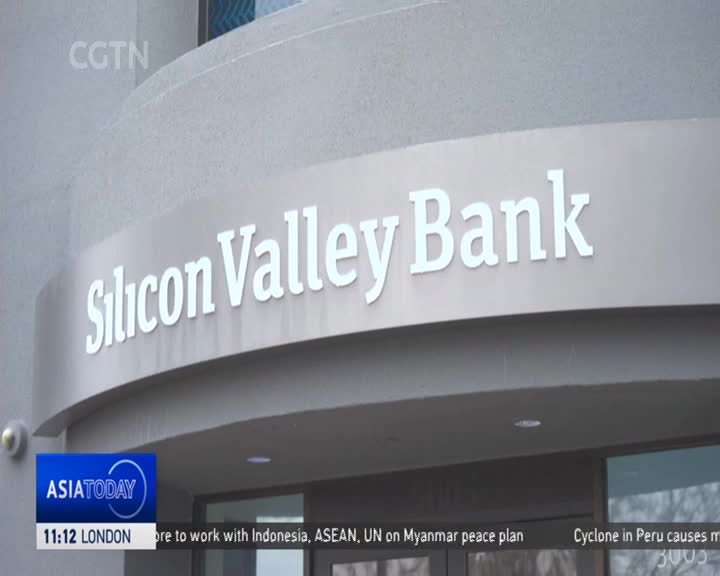 CGTN
Silicon Valley Bank
ASIA TODAY
11:12 LONDON
to work with Indonesia, ASEAN, UN on Myanmar peace plan
Cyclone in Peru causes
3003